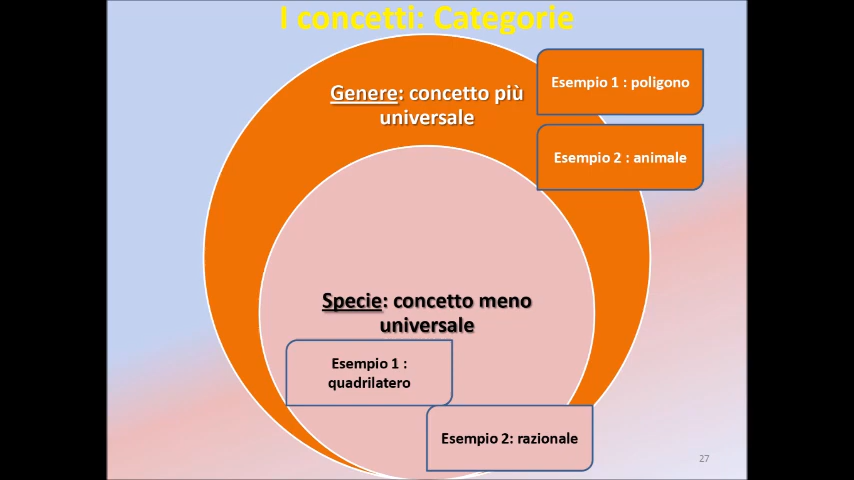 I concetti: Categorie
Genere: concetto più
universale
Esempio 1 : poligono
Esempio 2 : animale
Specie: concetto meno
universale
Esempio 1 :
quadrilatero
Esempio 2: razionale
27